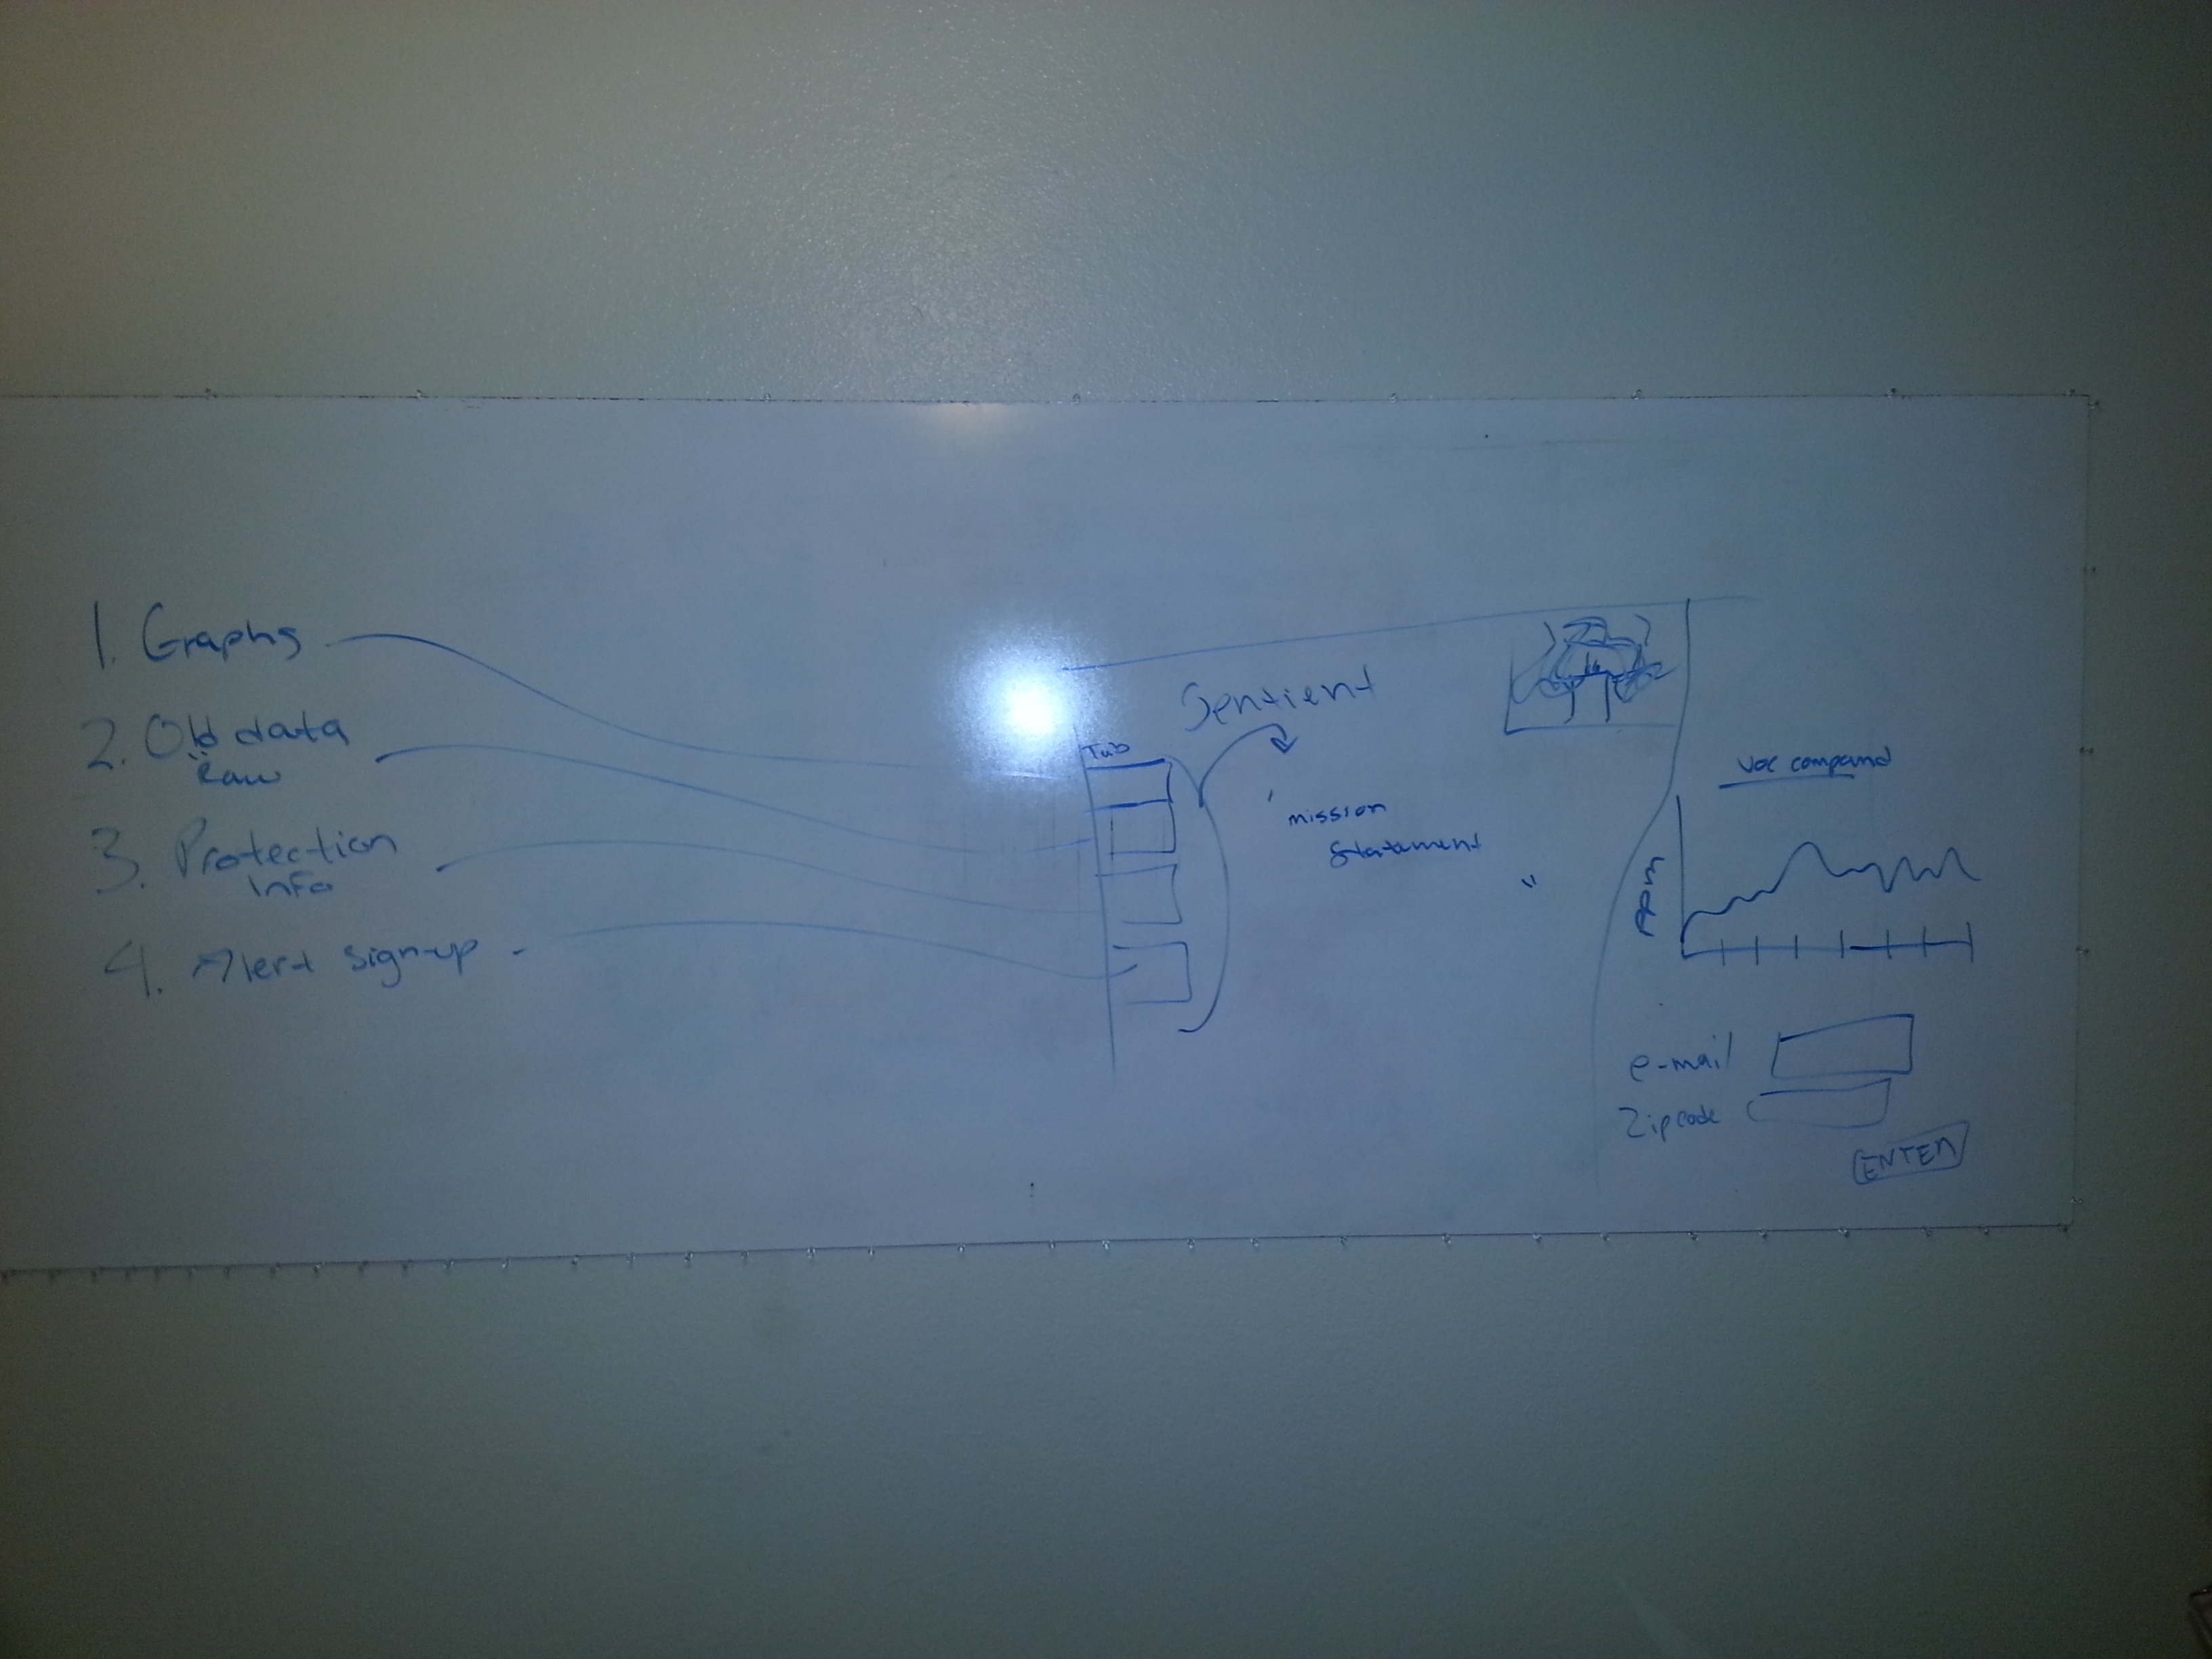 1. Graphs
2. Old data
Raw
3. Protection
Info
4. Alert sign-up -
Tab
Sentient
" mission
statement "
VOC compound
ppm
e-mail
Zipcode
ENTER